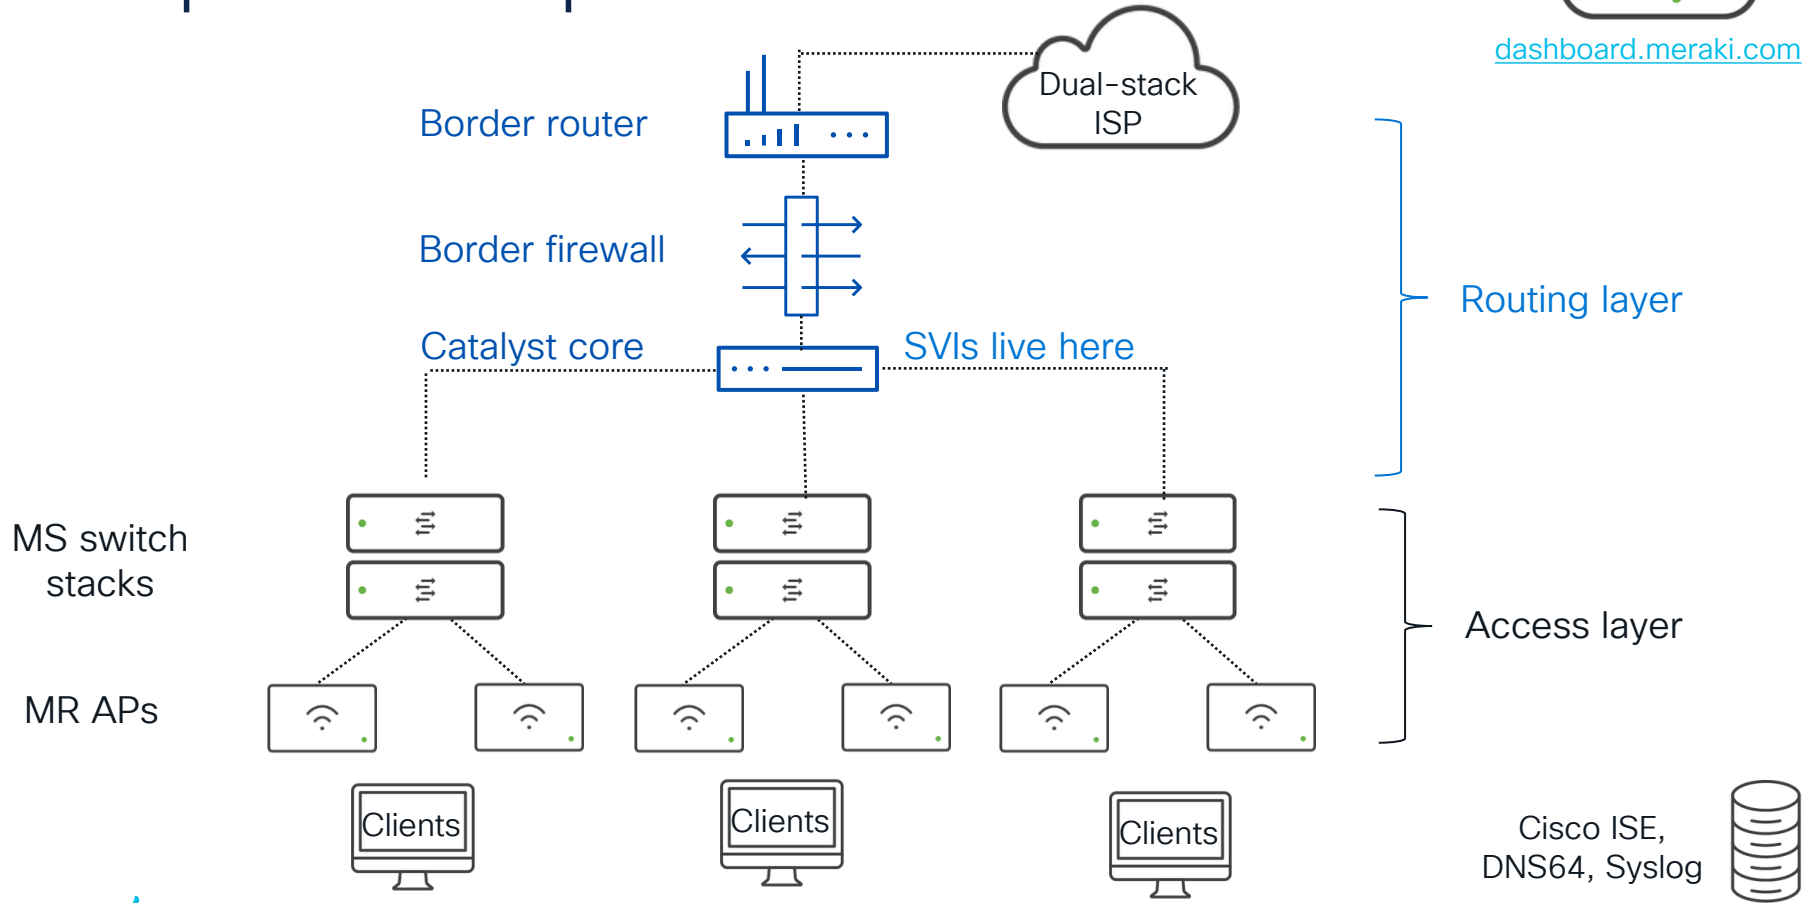 dashboard.meraki.com
Dual-stack
ISP
Border router
Border firewall
Routing layer
Catalyst core
SVIs live here
MS switch
stacks
Access layer
MR APs
Clients
Clients
Clients
Cisco ISE,
DNS64, Syslog